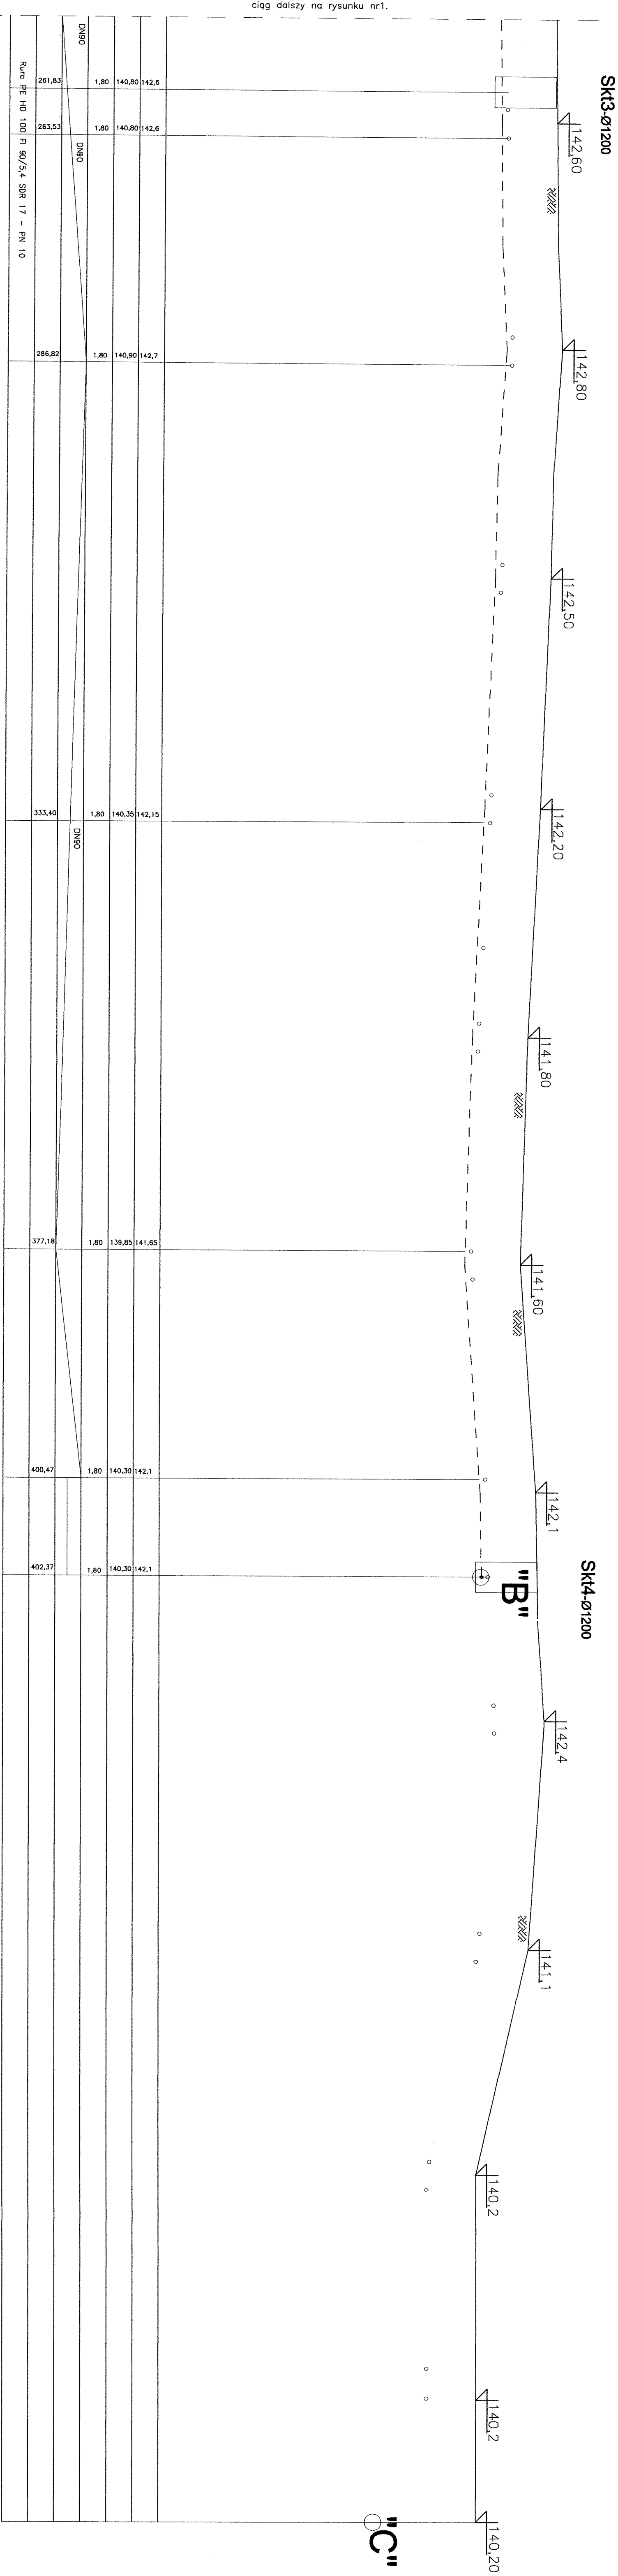 ciąg dalszy na rysunku nr1.
Skt3-Ø1200
142,60
142,80
142,50
142,20
141,80
141,60
142,1
Skt4-Ø1200
142,4
141,1
140,2
140,2
140,20
"B"
"C"
142,6 142,6 142,7 142,15 141,65 142,1 142,1
140,80 140,80 140,90 140,35 139,85 140,30 140,30
1,80 1,80 1,80 1,80 1,80 1,80 1,80
DN90 DN90 DN90
261,83 263,53 286,82 333,40 377,18 400,47 402,37
Rura PE HD 100 FI 90/5,4 SDR 17 - PN 10